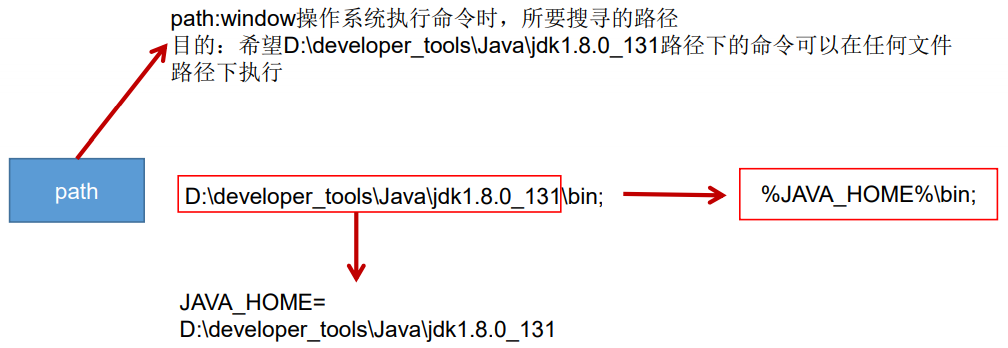 path:window操作系统执行命令时，所要搜寻的路径
目的：希望D:\developer_tools\Java\jdk1.8.0_131路径下的命令可以在任何文件
路径下执行
path
D:\developer_tools\Java\jdk1.8.0_131\bin;
%JAVA_HOME%\bin;
JAVA_HOME=
D:\developer_tools\Java\jdk1.8.0_131